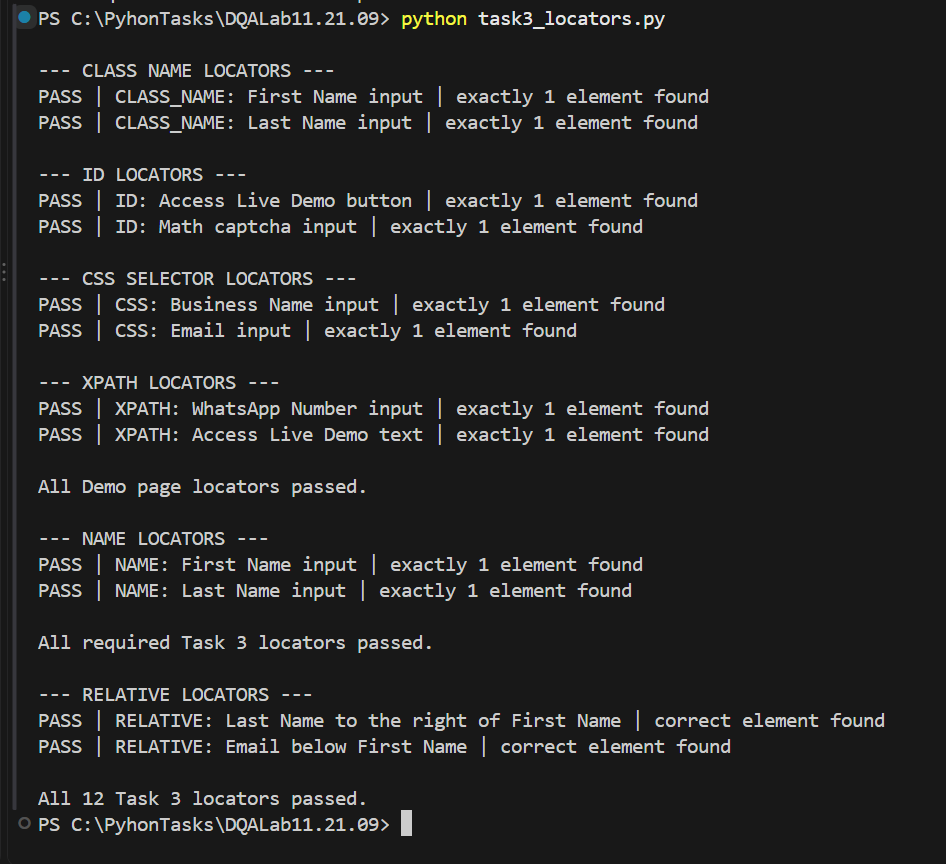 PS C:\PyhonTasks\DQALab11.21.09> python task3_locators.py
--- CLASS NAME LOCATORS ---
PASS | CLASS_NAME: First Name input | exactly 1 element found
PASS | CLASS_NAME: Last Name input | exactly 1 element found
--- ID LOCATORS ---
PASS | ID: Access Live Demo button | exactly 1 element found
PASS | ID: Math captcha input | exactly 1 element found
--- CSS SELECTOR LOCATORS ---
PASS | CSS: Business Name input | exactly 1 element found
PASS | CSS: Email input | exactly 1 element found
--- XPATH LOCATORS ---
PASS | XPATH: WhatsApp Number input | exactly 1 element found
PASS | XPATH: Access Live Demo text | exactly 1 element found
All Demo page locators passed.
--- NAME LOCATORS ---
PASS | NAME: First Name input | exactly 1 element found
PASS | NAME: Last Name input | exactly 1 element found
All required Task 3 locators passed.
--- RELATIVE LOCATORS ---
PASS | RELATIVE: Last Name to the right of First Name | correct element found
PASS | RELATIVE: Email below First Name | correct element found
All 12 Task 3 locators passed.
PS C:\PyhonTasks\DQALab11.21.09>